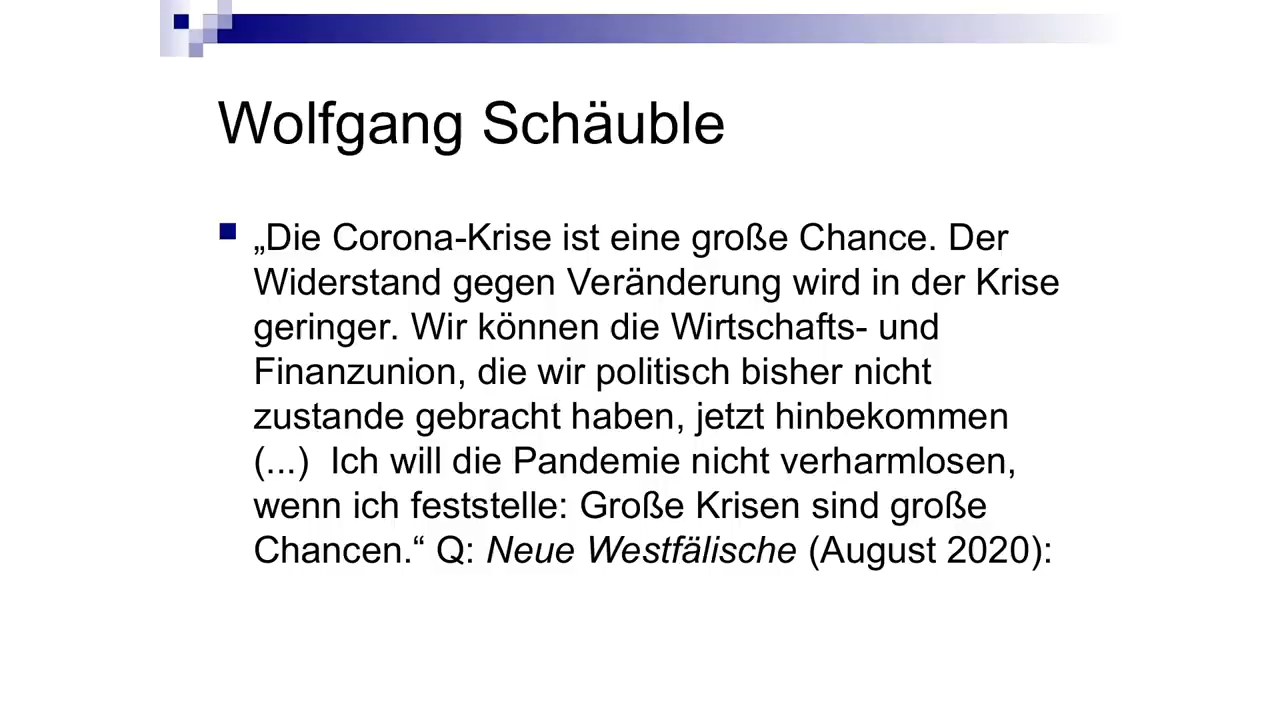 Wolfgang Schäuble
„Die Corona-Krise ist eine große Chance. Der
Widerstand gegen Veränderung wird in der Krise
geringer. Wir können die Wirtschafts- und
Finanzunion, die wir politisch bisher nicht
zustande gebracht haben, jetzt hinbekommen
(...)  Ich will die Pandemie nicht verharmlosen,
wenn ich feststelle: Große Krisen sind große
Chancen.“ Q: Neue Westfälische (August 2020):